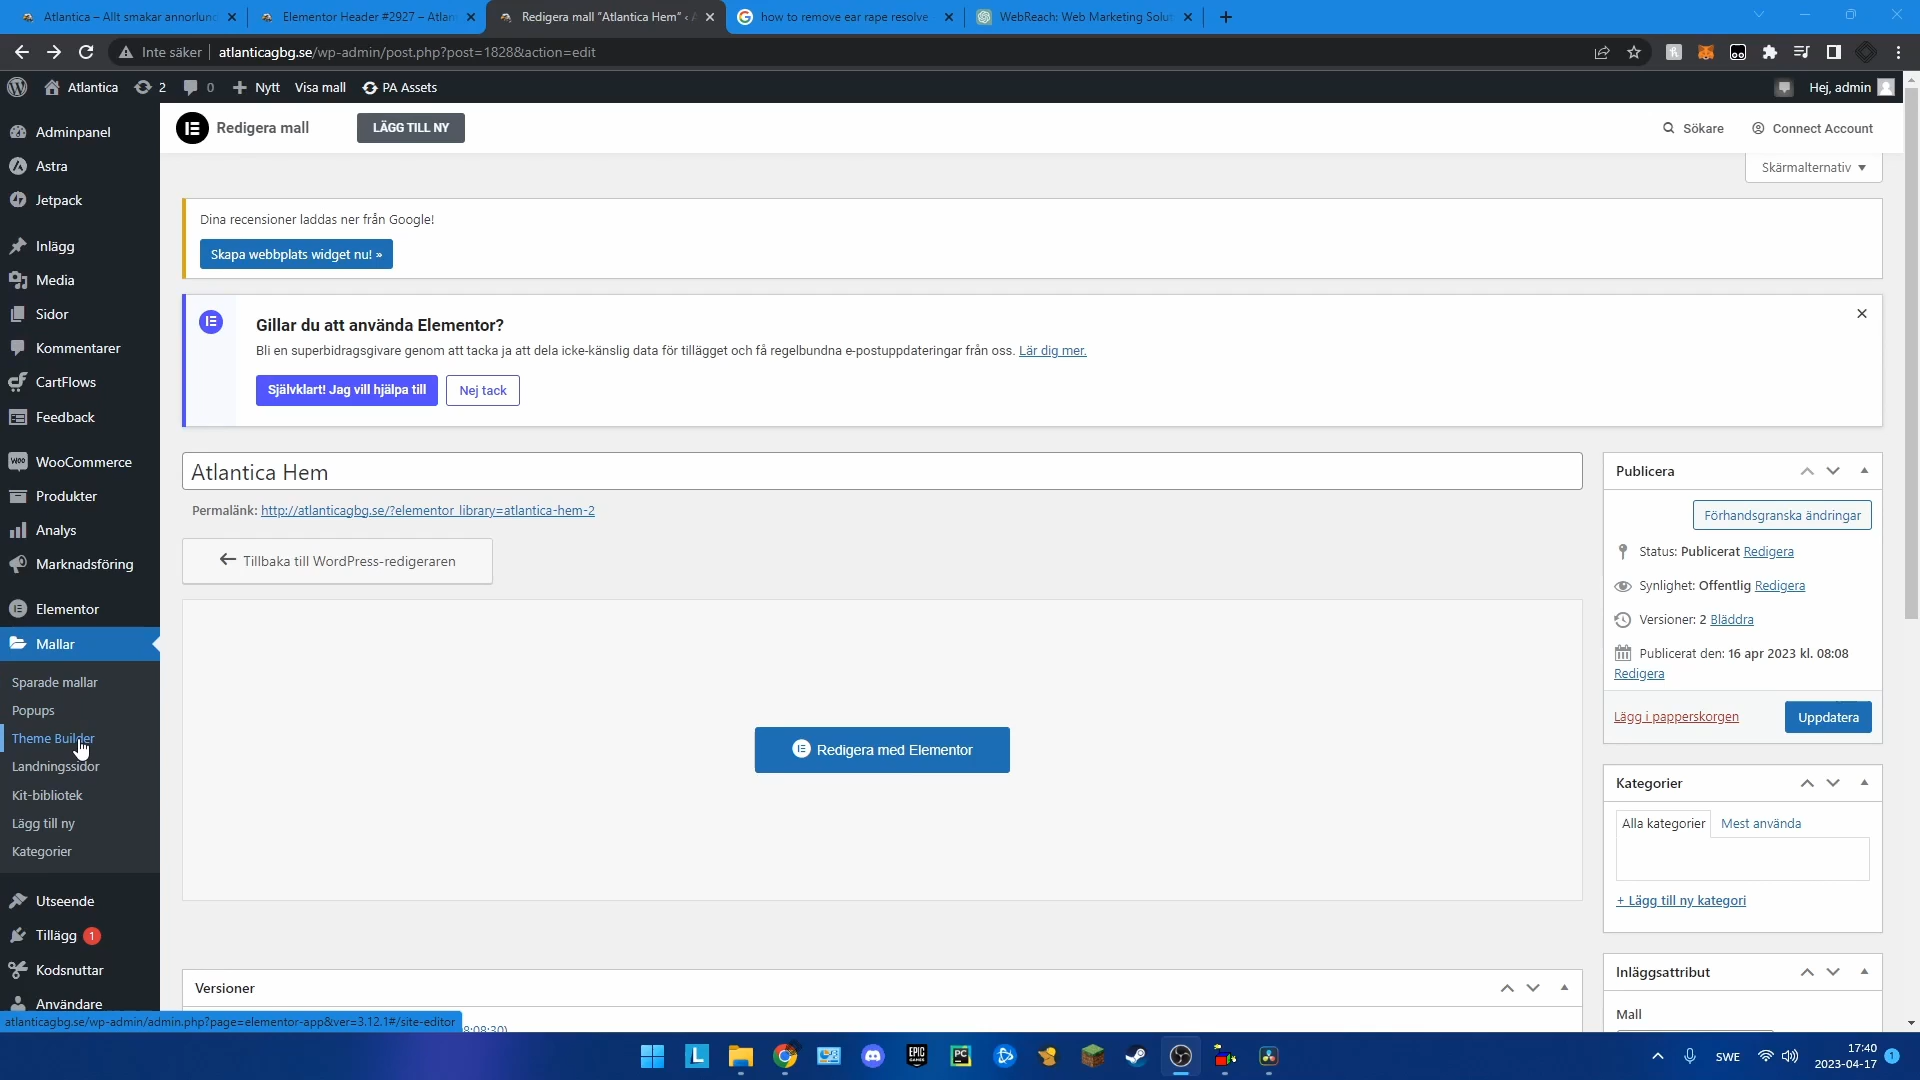 Atlantica – Allt smakar annorlun
Elementor Header #2927 – Atlan
Redigera mall "Atlantica Hem" ‹ A
how to remove ear rape resolve
WebReach: Web Marketing Solut
Inte säker
atlanticagbg.se/wp-admin/post.php?post=1828&action=edit
Atlantica
2
0
Nytt
Visa mall
PA Assets
Hej, admin
Adminpanel
Astra
Jetpack
Inlägg
Media
Sidor
Kommentarer
CartFlows
Feedback
WooCommerce
Produkter
Analys
Marknadsföring
Elementor
Mallar
Sparade mallar
Popups
Theme Builder
Landningssidor
Kit-bibliotek
Lägg till ny
Kategorier
Utseende
Tillägg 1
Kodsnuttar
Användare
Redigera mall
LÄGG TILL NY
Sökare
Connect Account
Skärmalternativ
Dina recensioner laddas ner från Google!
Skapa webbplats widget nu! »
Gillar du att använda Elementor?
Bli en superbidragsgivare genom att tacka ja att dela icke-känslig data för tillägget och få regelbundna e-postuppdateringar från oss. Lär dig mer.
Självklart! Jag vill hjälpa till
Nej tack
Atlantica Hem
Permalänk: http://atlanticagbg.se/?elementor_library=atlantica-hem-2
Tillbaka till WordPress-redigeraren
Redigera med Elementor
Versioner
8:08:30)
Publicera
Förhandsgranska ändringar
Status: Publicerat Redigera
Synlighet: Offentlig Redigera
Versioner: 2 Bläddra
Publicerat den: 16 apr 2023 kl. 08:08
Redigera
Lägg i papperskorgen
Uppdatera
Kategorier
Alla kategorier
Mest använda
+ Lägg till ny kategori
Inläggsattribut
Mall
atlanticagbg.se/wp-admin/admin.php?page=elementor-app&ver=3.12.1#/site-editor
L
EPIC GAMES
PC
SWE
17:40
2023-04-17
1